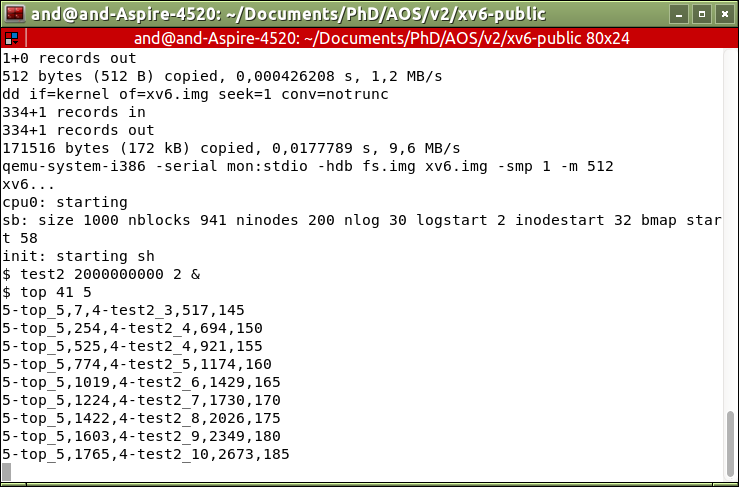 and@and-Aspire-4520: ~/Documents/PhD/AOS/v2/xv6-public
and@and-Aspire-4520: ~/Documents/PhD/AOS/v2/xv6-public 80x24
1+0 records out
512 bytes (512 B) copied, 0,000426208 s, 1,2 MB/s
dd if=kernel of=xv6.img seek=1 conv=notrunc
334+1 records in
334+1 records out
171516 bytes (172 kB) copied, 0,0177789 s, 9,6 MB/s
qemu-system-i386 -serial mon:stdio -hdb fs.img xv6.img -smp 1 -m 512
xv6...
cpu0: starting
sb: size 1000 nblocks 941 ninodes 200 nlog 30 logstart 2 inodestart 32 bmap star
t 58
init: starting sh
$ test2 2000000000 2 &
$ top 41 5
5-top_5,7,4-test2_3,517,145
5-top_5,254,4-test2_4,694,150
5-top_5,525,4-test2_4,921,155
5-top_5,774,4-test2_5,1174,160
5-top_5,1019,4-test2_6,1429,165
5-top_5,1224,4-test2_7,1730,170
5-top_5,1422,4-test2_8,2026,175
5-top_5,1603,4-test2_9,2349,180
5-top_5,1765,4-test2_10,2673,185